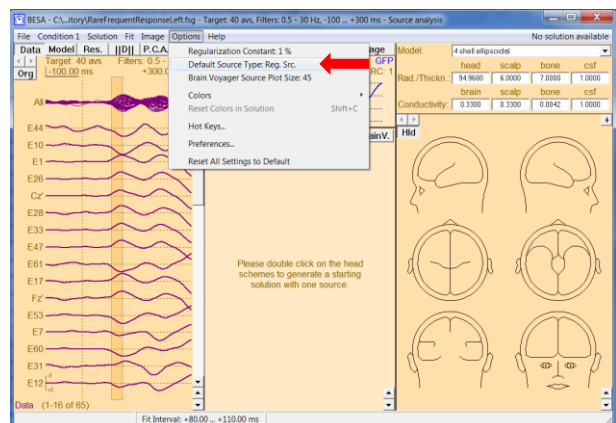 BESA - C:\...itory\RareFrequentResponseLeft.fsg - Target: 40 avs, Filters: 0.5 - 30 Hz, -100 ... +300 ms - Source analysis
File Condition 1 Solution Fit Image Options Help
No solution available
Data Model Res. ||D|| P.C.A.
Target: 40 avs Filters: 0.5 -
Org -100.00 ms +300.0
Regularization Constant: 1 %
Default Source Type: Reg. Src.
Brain Voyager Source Plot Size: 45
Colors
Reset Colors in Solution Shift+C
Hot Keys...
Preferences...
Reset All Settings to Default
age
GFP
RC: 1
ainV.
Model: 4 shell ellipsoidal
head scalp bone csf
Rad./Thickn.: 94.9680 6.0000 7.0000 1.0000
brain scalp bone csf
Conductivity: 0.3300 0.3300 0.0042 1.0000
Hld
All
E44
E10
E1
E26
Cz'
E28
E33
E47
E61
E17
Fz'
E53
E7
E60
E31
E12
Please double click on the head
schemes to generate a starting
solution with one source.
Data (1-16 of 65)
Fit Interval: +80.00 ... +110.00 ms